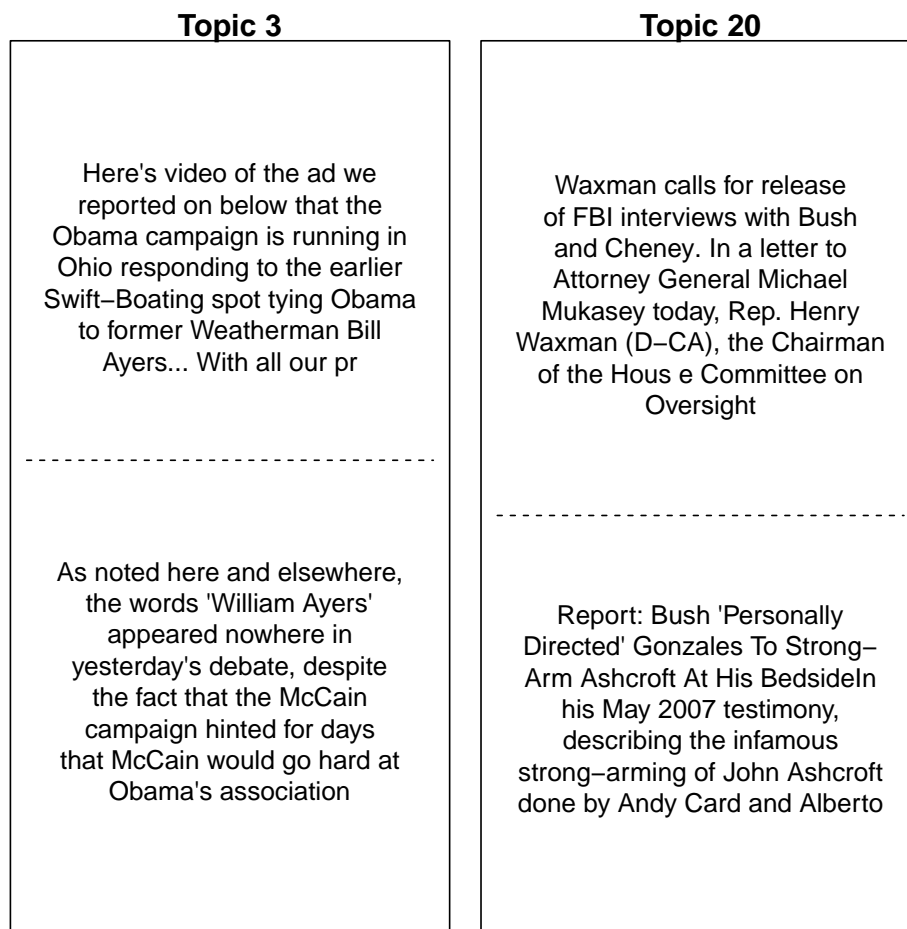 Topic 3
Here's video of the ad we
reported on below that the
Obama campaign is running in
Ohio responding to the earlier
Swift−Boating spot tying Obama
to former Weatherman Bill
Ayers... With all our pr
As noted here and elsewhere,
the words 'William Ayers'
appeared nowhere in
yesterday's debate, despite
the fact that the McCain
campaign hinted for days
that McCain would go hard at
Obama's association
Topic 20
Waxman calls for release
of FBI interviews with Bush
and Cheney. In a letter to
Attorney General Michael
Mukasey today, Rep. Henry
Waxman (D−CA), the Chairman
of the Hous e Committee on
Oversight
Report: Bush 'Personally
Directed' Gonzales To Strong−
Arm Ashcroft At His BedsideIn
his May 2007 testimony,
describing the infamous
strong−arming of John Ashcroft
done by Andy Card and Alberto